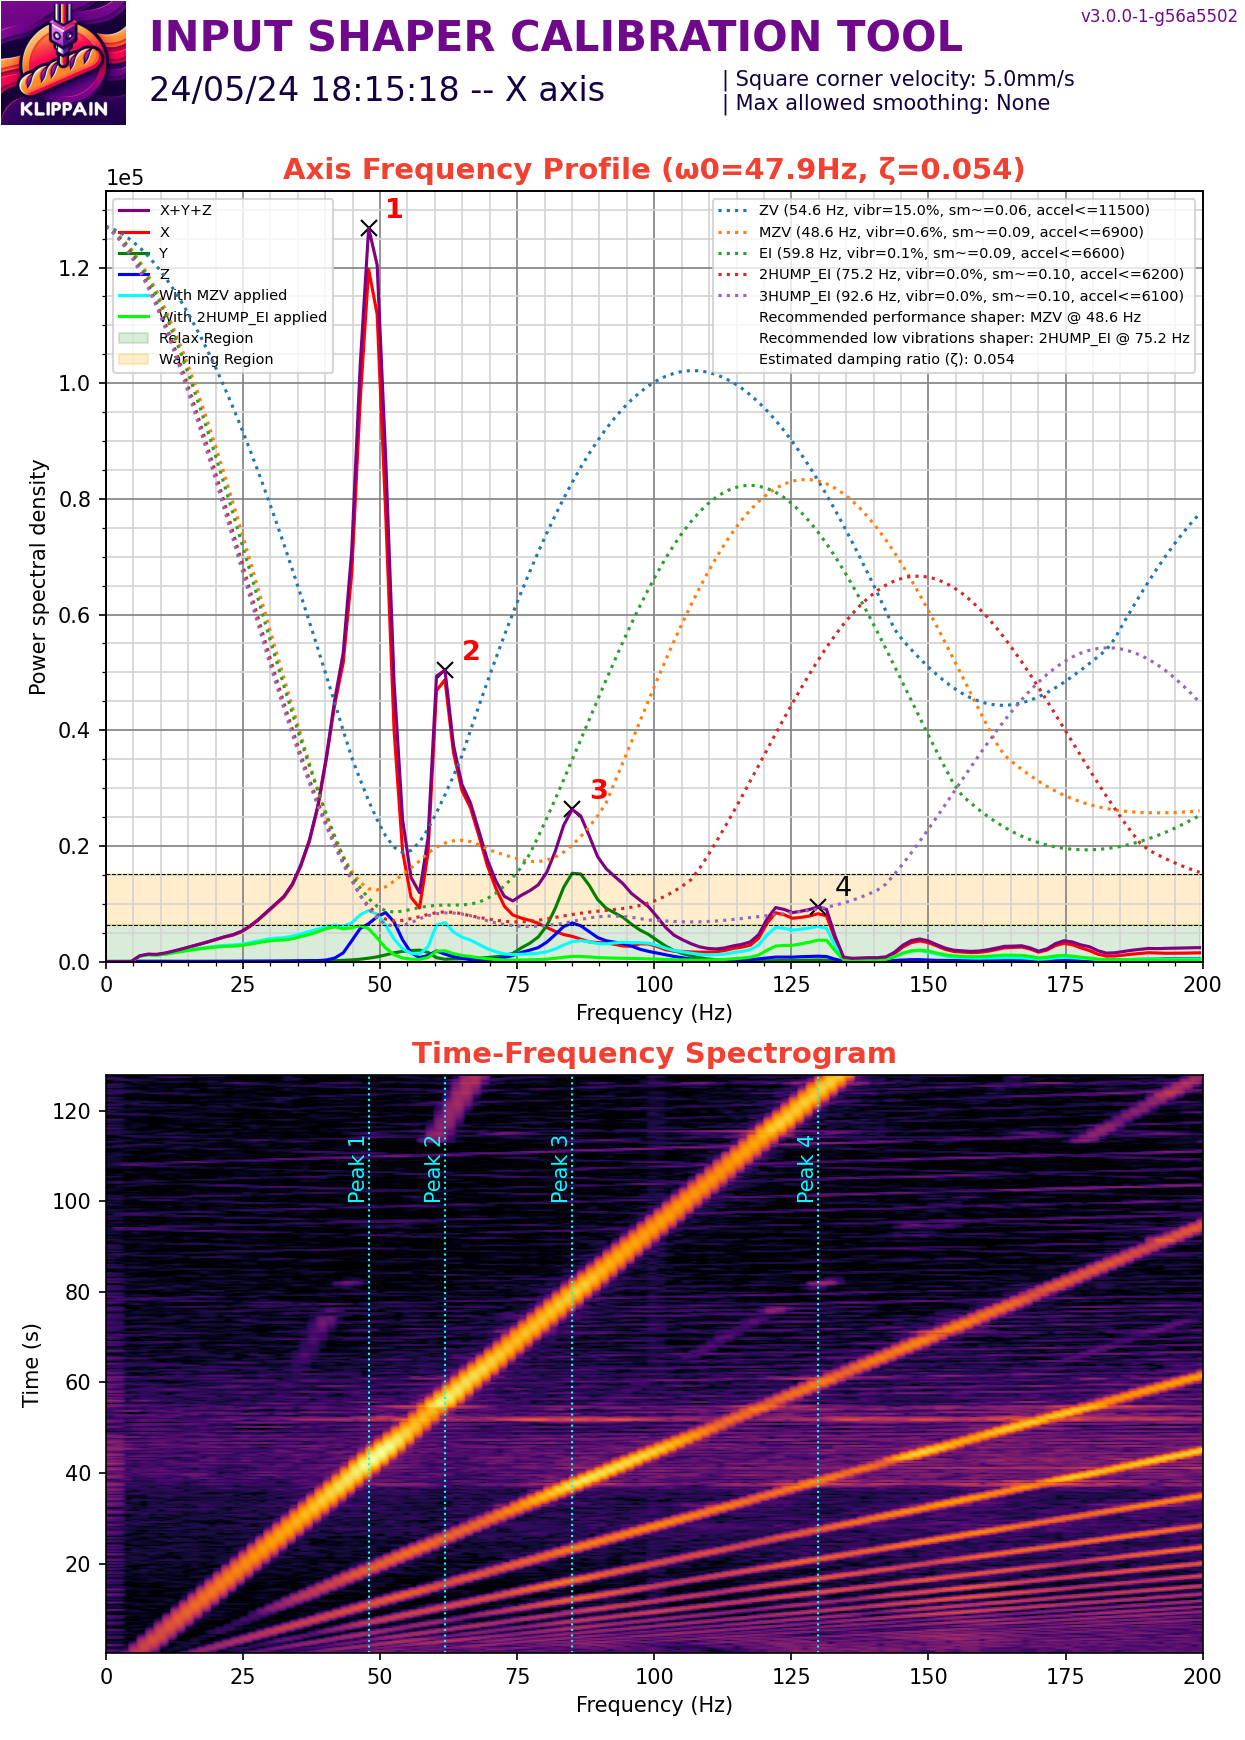 v3.0.0-1-g56a5502
INPUT SHAPER CALIBRATION TOOL
24/05/24 18:15:18 -- X axis
| Square corner velocity: 5.0mm/s
| Max allowed smoothing: None
KLIPPAIN
Axis Frequency Profile (ω0=47.9Hz, ζ=0.054)
1e5
X+Y+Z
X
Y
Z
With MZV applied
With 2HUMP_EI applied
Relax Region
Warning Region
ZV (54.6 Hz, vibr=15.0%, sm~=0.06, accel<=11500)
MZV (48.6 Hz, vibr=0.6%, sm~=0.09, accel<=6900)
EI (59.8 Hz, vibr=0.1%, sm~=0.09, accel<=6600)
2HUMP_EI (75.2 Hz, vibr=0.0%, sm~=0.10, accel<=6200)
3HUMP_EI (92.6 Hz, vibr=0.0%, sm~=0.10, accel<=6100)
Recommended performance shaper: MZV @ 48.6 Hz
Recommended low vibrations shaper: 2HUMP_EI @ 75.2 Hz
Estimated damping ratio (ζ): 0.054
1
2
3
4
Power spectral density
1.2
1.0
0.8
0.6
0.4
0.2
0.0
0 25 50 75 100 125 150 175 200
Frequency (Hz)
Time-Frequency Spectrogram
Peak 1
Peak 2
Peak 3
Peak 4
Time (s)
120
100
80
60
40
20
0 25 50 75 100 125 150 175 200
Frequency (Hz)